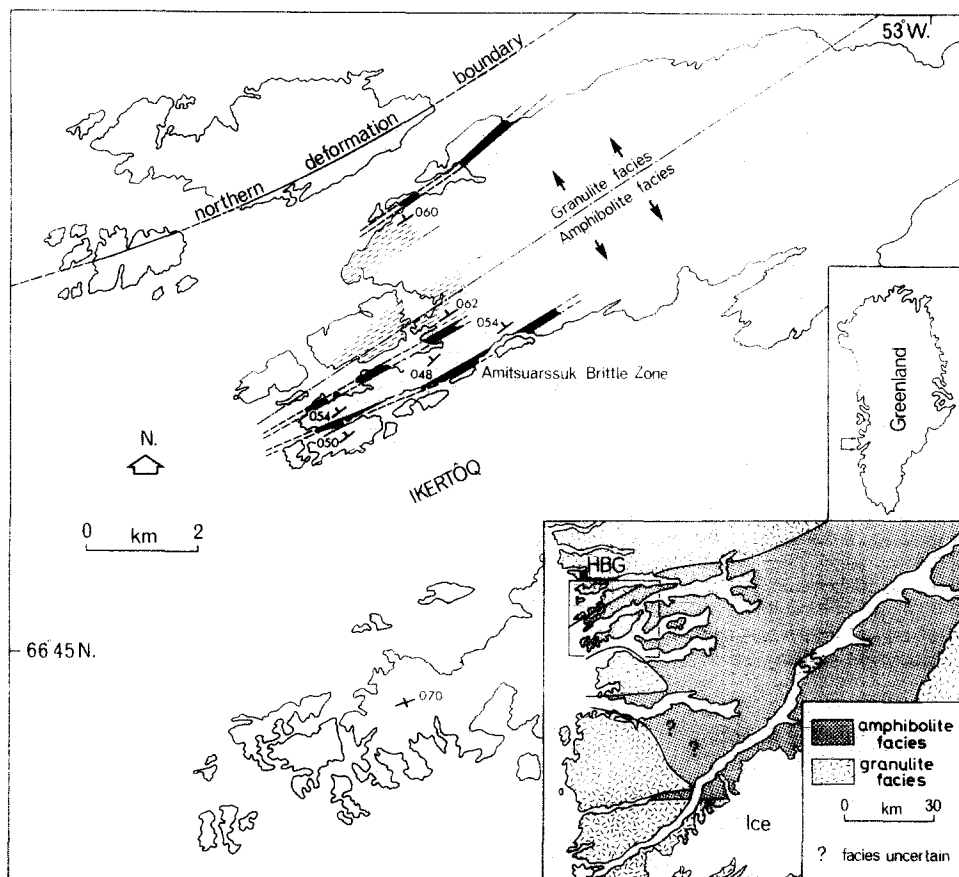 53°W.
northern deformation boundary
Granulite facies
Amphibolite facies
060
062
054
048
Amitsuarssuk Brittle Zone
054
050
N.
0 km 2
IKERTÔQ
66 45N.
070
Greenland
HBG
S.S.
?
?
Ice
amphibolite
facies
granulite
facies
0 km 30
? facies uncertain